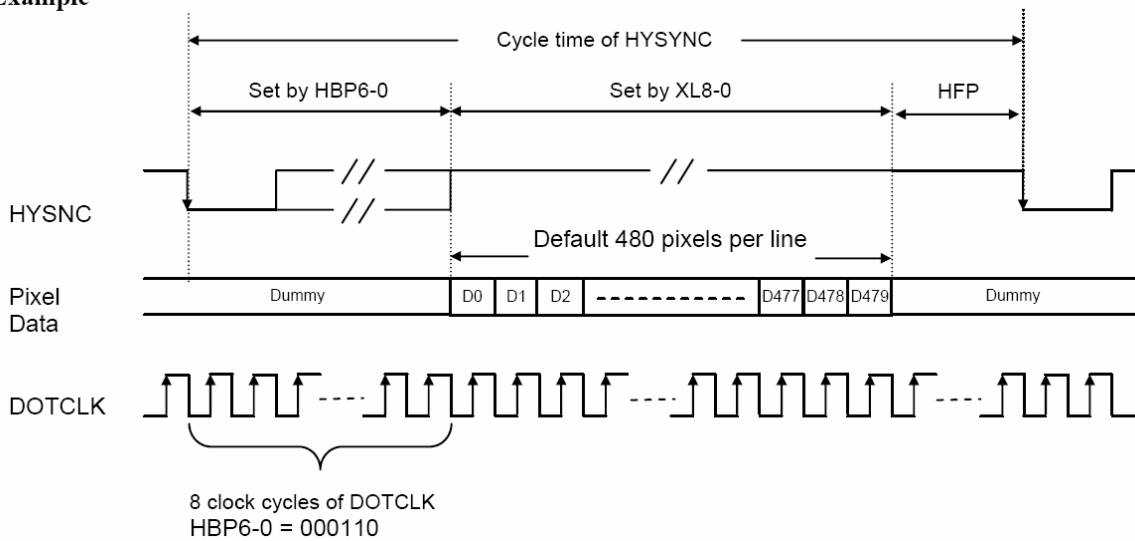 Example
Cycle time of HYSYNC
Set by HBP6-0
Set by XL8-0
HFP
HYSNC
Default 480 pixels per line
Pixel
Data
Dummy
D0
D1
D2
D477
D478
D479
Dummy
DOTCLK
8 clock cycles of DOTCLK
HBP6-0 = 000110